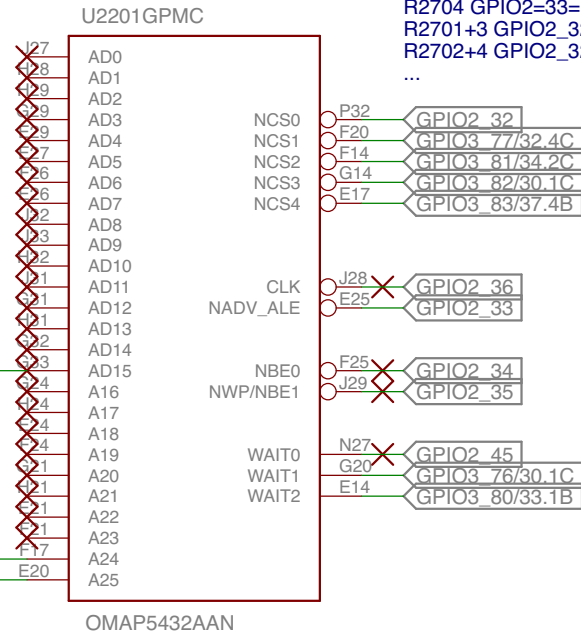 U2201GPMC
R2704 GPIO2=33=
R2701+3 GPIO2_32
R2702+4 GPIO2_32
...
AD0
AD1
AD2
AD3 NCS0 P32 GPIO2_32
AD4 NCS1 F20 GPIO3_77/32.4C
AD5 NCS2 F14 GPIO3_81/34.2C
AD6 NCS3 G14 GPIO3_82/30.1C
AD7 NCS4 E17 GPIO3_83/37.4B
AD8
AD9
AD10
AD11 CLK J28 GPIO2_36
AD12 NADV_ALE E25 GPIO2_33
AD13
AD14
AD15 NBE0 F25 GPIO2_34
A16 NWP/NBE1 J29 GPIO2_35
A17
A18
A19 WAIT0 N27 GPIO2_45
A20 WAIT1 G20 GPIO3_76/30.1C
A21 WAIT2 E14 GPIO3_80/33.1B
A22
A23
F17 A24
E20 A25
OMAP5432AAN